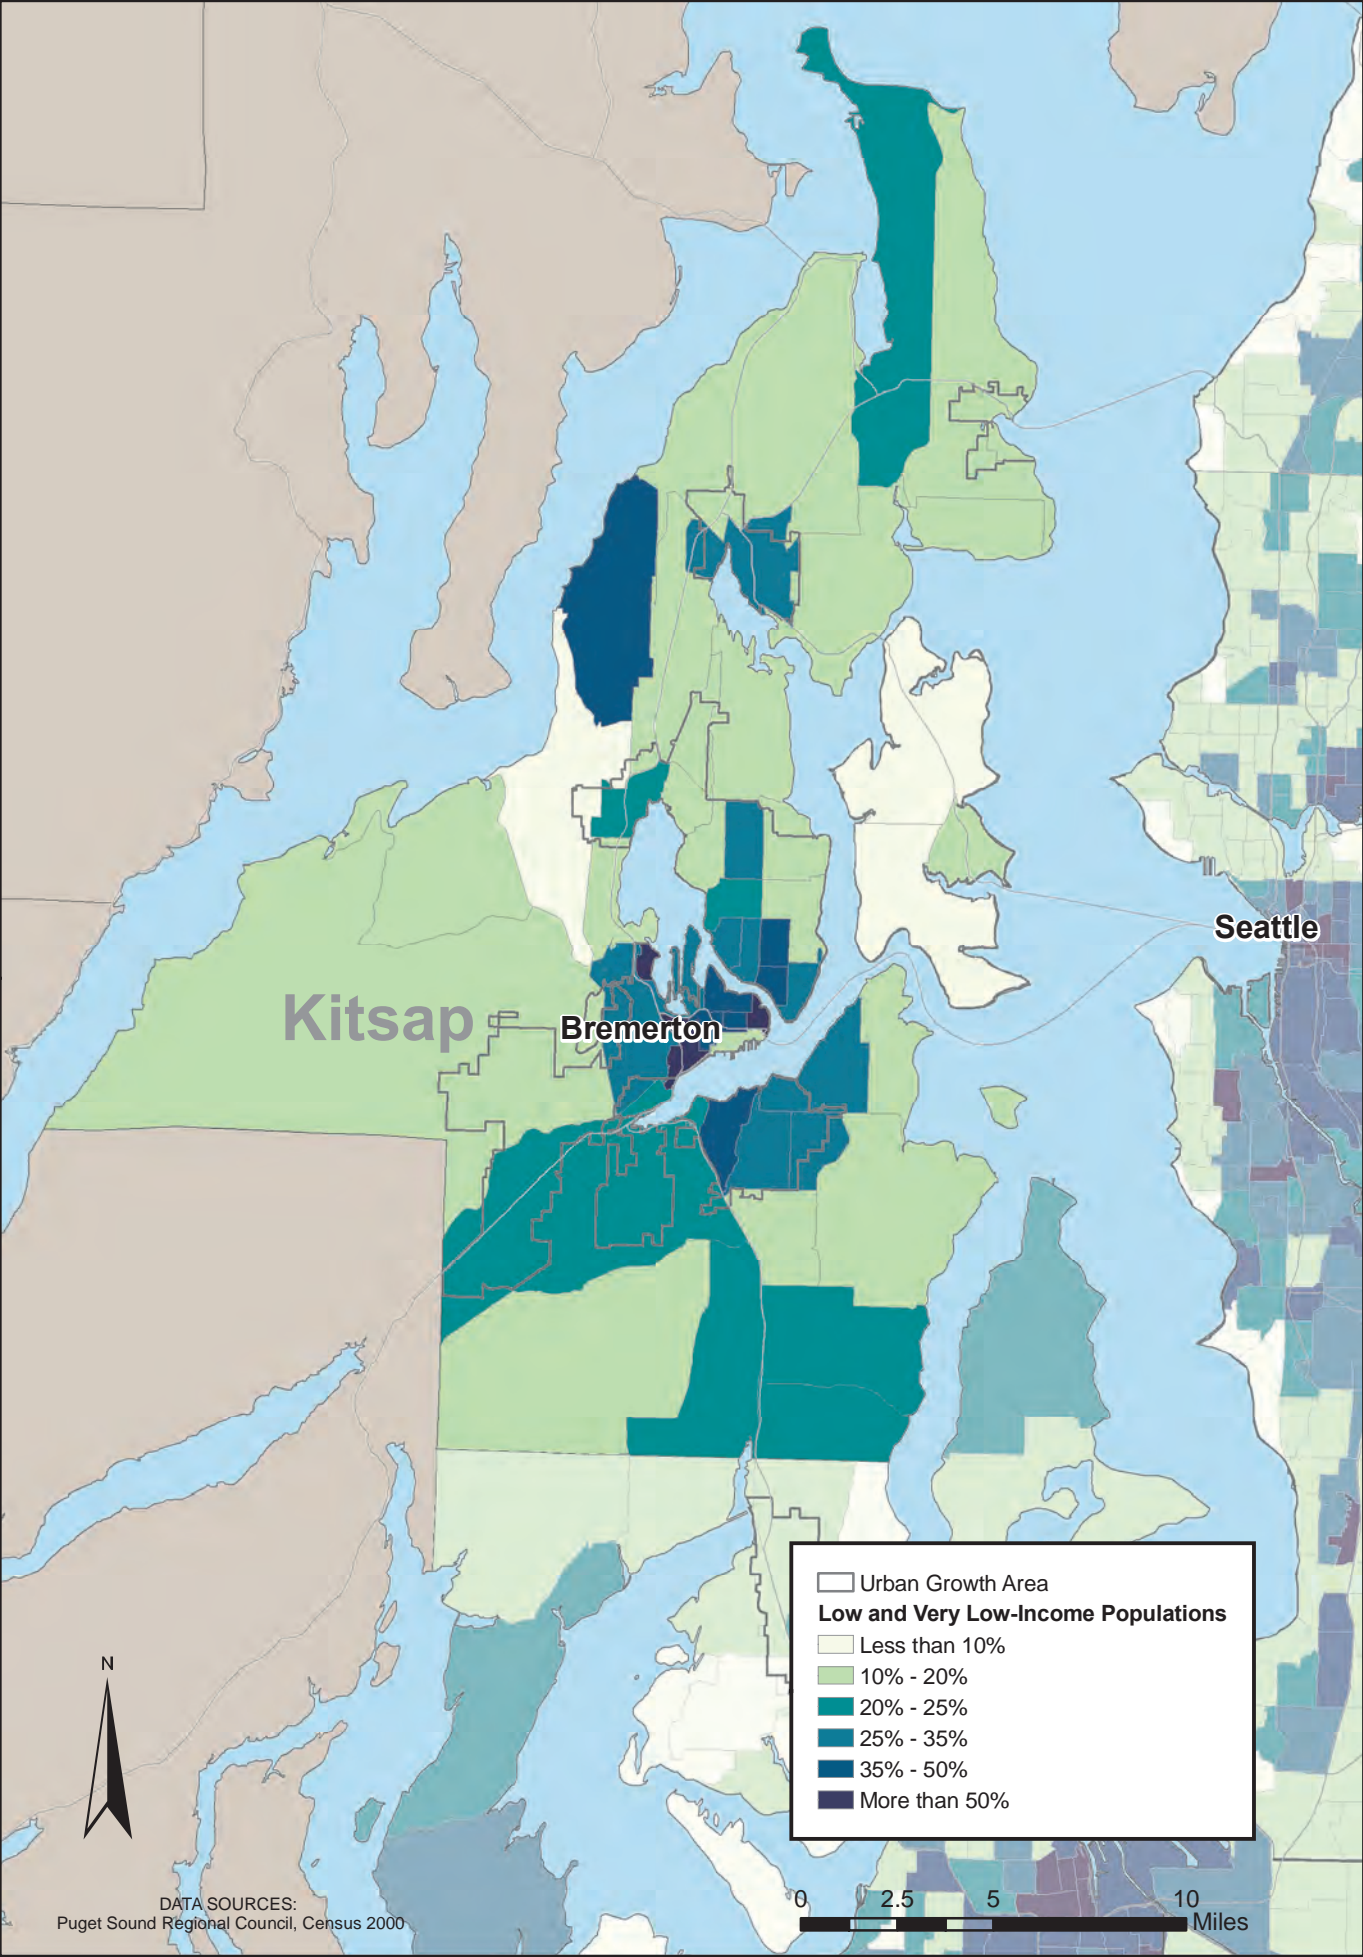 Seattle
Kitsap
Bremerton
Urban Growth Area
Low and Very Low-Income Populations
Less than 10%
10% - 20%
20% - 25%
25% - 35%
35% - 50%
More than 50%
N
DATA SOURCES:
Puget Sound Regional Council, Census 2000
0 2.5 5 10
Miles